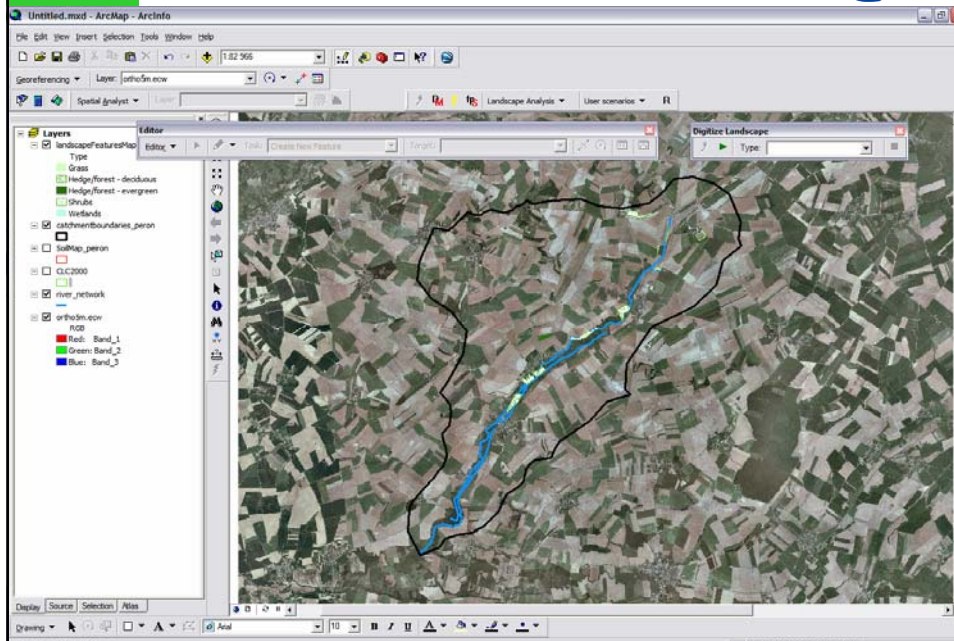 Untitled.mxd - ArcMap - ArcInfo
File Edit View Insert Selection Tools Window Help
1:82 966
Georeferencing Layer: ortho5m.ecw
Spatial Analyst Layer:
Landscape Analysis User scenarios R
Editor
Editor Task: Create New Feature Target:
Digitize Landscape
Type:
Layers
landscapeFeaturesMap
Type
Grass
Hedge/forest - deciduous
Hedge/forest - evergreen
Shrubs
Wetlands
catchmentboundaries_peron
SoilMap_peiron
CLC2000
river_network
ortho5m.ecw
RGB
Red: Band_1
Green: Band_2
Blue: Band_3
Display Source Selection Atlas
Drawing A Arial 10 B I U A